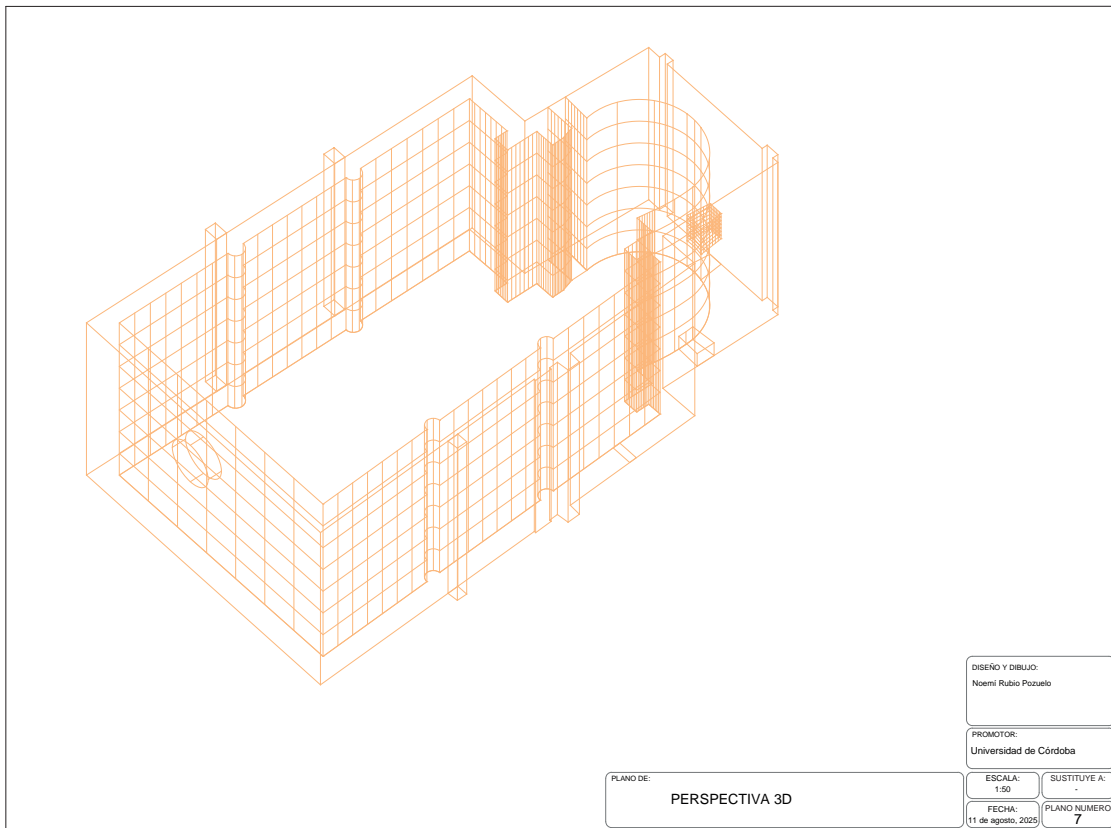 DISEÑO Y DIBUJO:
Noemí Rubio Pozuelo
PROMOTOR:
Universidad de Córdoba
PLANO DE:
PERSPECTIVA 3D
ESCALA:
1:50
SUSTITUYE A:
-
FECHA:
11 de agosto, 2025
PLANO NUMERO
7